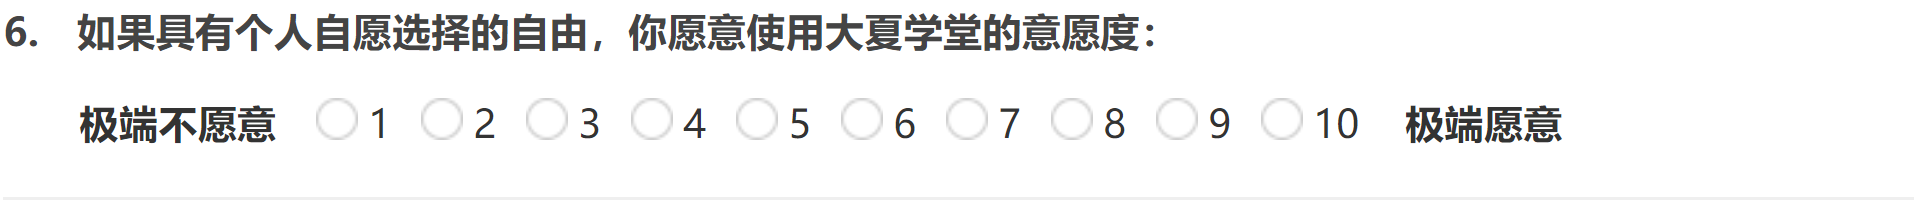 6. 如果具有个人自愿选择的自由，你愿意使用大夏学堂的意愿度：
极端不愿意 1 2 3 4 5 6 7 8 9 10 极端愿意